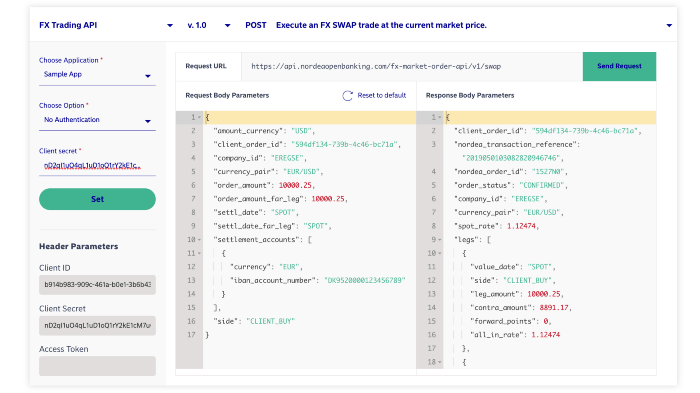 FX Trading API v. 1.0 POST Execute an FX SWAP trade at the current market price.
Choose Application *
Sample App
Choose Option *
No Authentication
Client secret *
nD2qI1uO4qL1uD1oQ1rY2kE1c...
Set
Header Parameters
Client ID
b914b983-909c-461a-b0e1-3b6b43
Client Secret
nD2qI1uO4qL1uD1oQ1rY2kE1cM7u
Access Token
Request URL https://api.nordeaopenbanking.com/fx-market-order-api/v1/swap Send Request
Request Body Parameters Reset to default
1 {
2 "amount_currency": "USD",
3 "client_order_id": "594df134-739b-4c46-bc71a",
4 "company_id": "EREGSE",
5 "currency_pair": "EUR/USD",
6 "order_amount": 10000.25,
7 "order_amount_far_leg": 10000.25,
8 "settl_date": "SPOT",
9 "settl_date_far_leg": "SPOT",
10 "settlement_accounts": [
11 {
12 "currency": "EUR",
13 "iban_account_number": "DK9520000123456789"
14 }
15 ],
16 "side": "CLIENT_BUY"
17 }
Response Body Parameters
1 {
2 "client_order_id": "594df134-739b-4c46-bc71a",
3 "nordea_transaction_reference":
"2019050103082820946746",
4 "nordea_order_id": "1S27N0",
5 "order_status": "CONFIRMED",
6 "company_id": "EREGSE",
7 "currency_pair": "EUR/USD",
8 "spot_rate": 1.12474,
9 "legs": [
10 {
11 "value_date": "SPOT",
12 "side": "CLIENT_BUY",
13 "leg_amount": 10000.25,
14 "contra_amount": 8891.17,
15 "forward_points": 0,
16 "all_in_rate": 1.12474
17 },
18 {